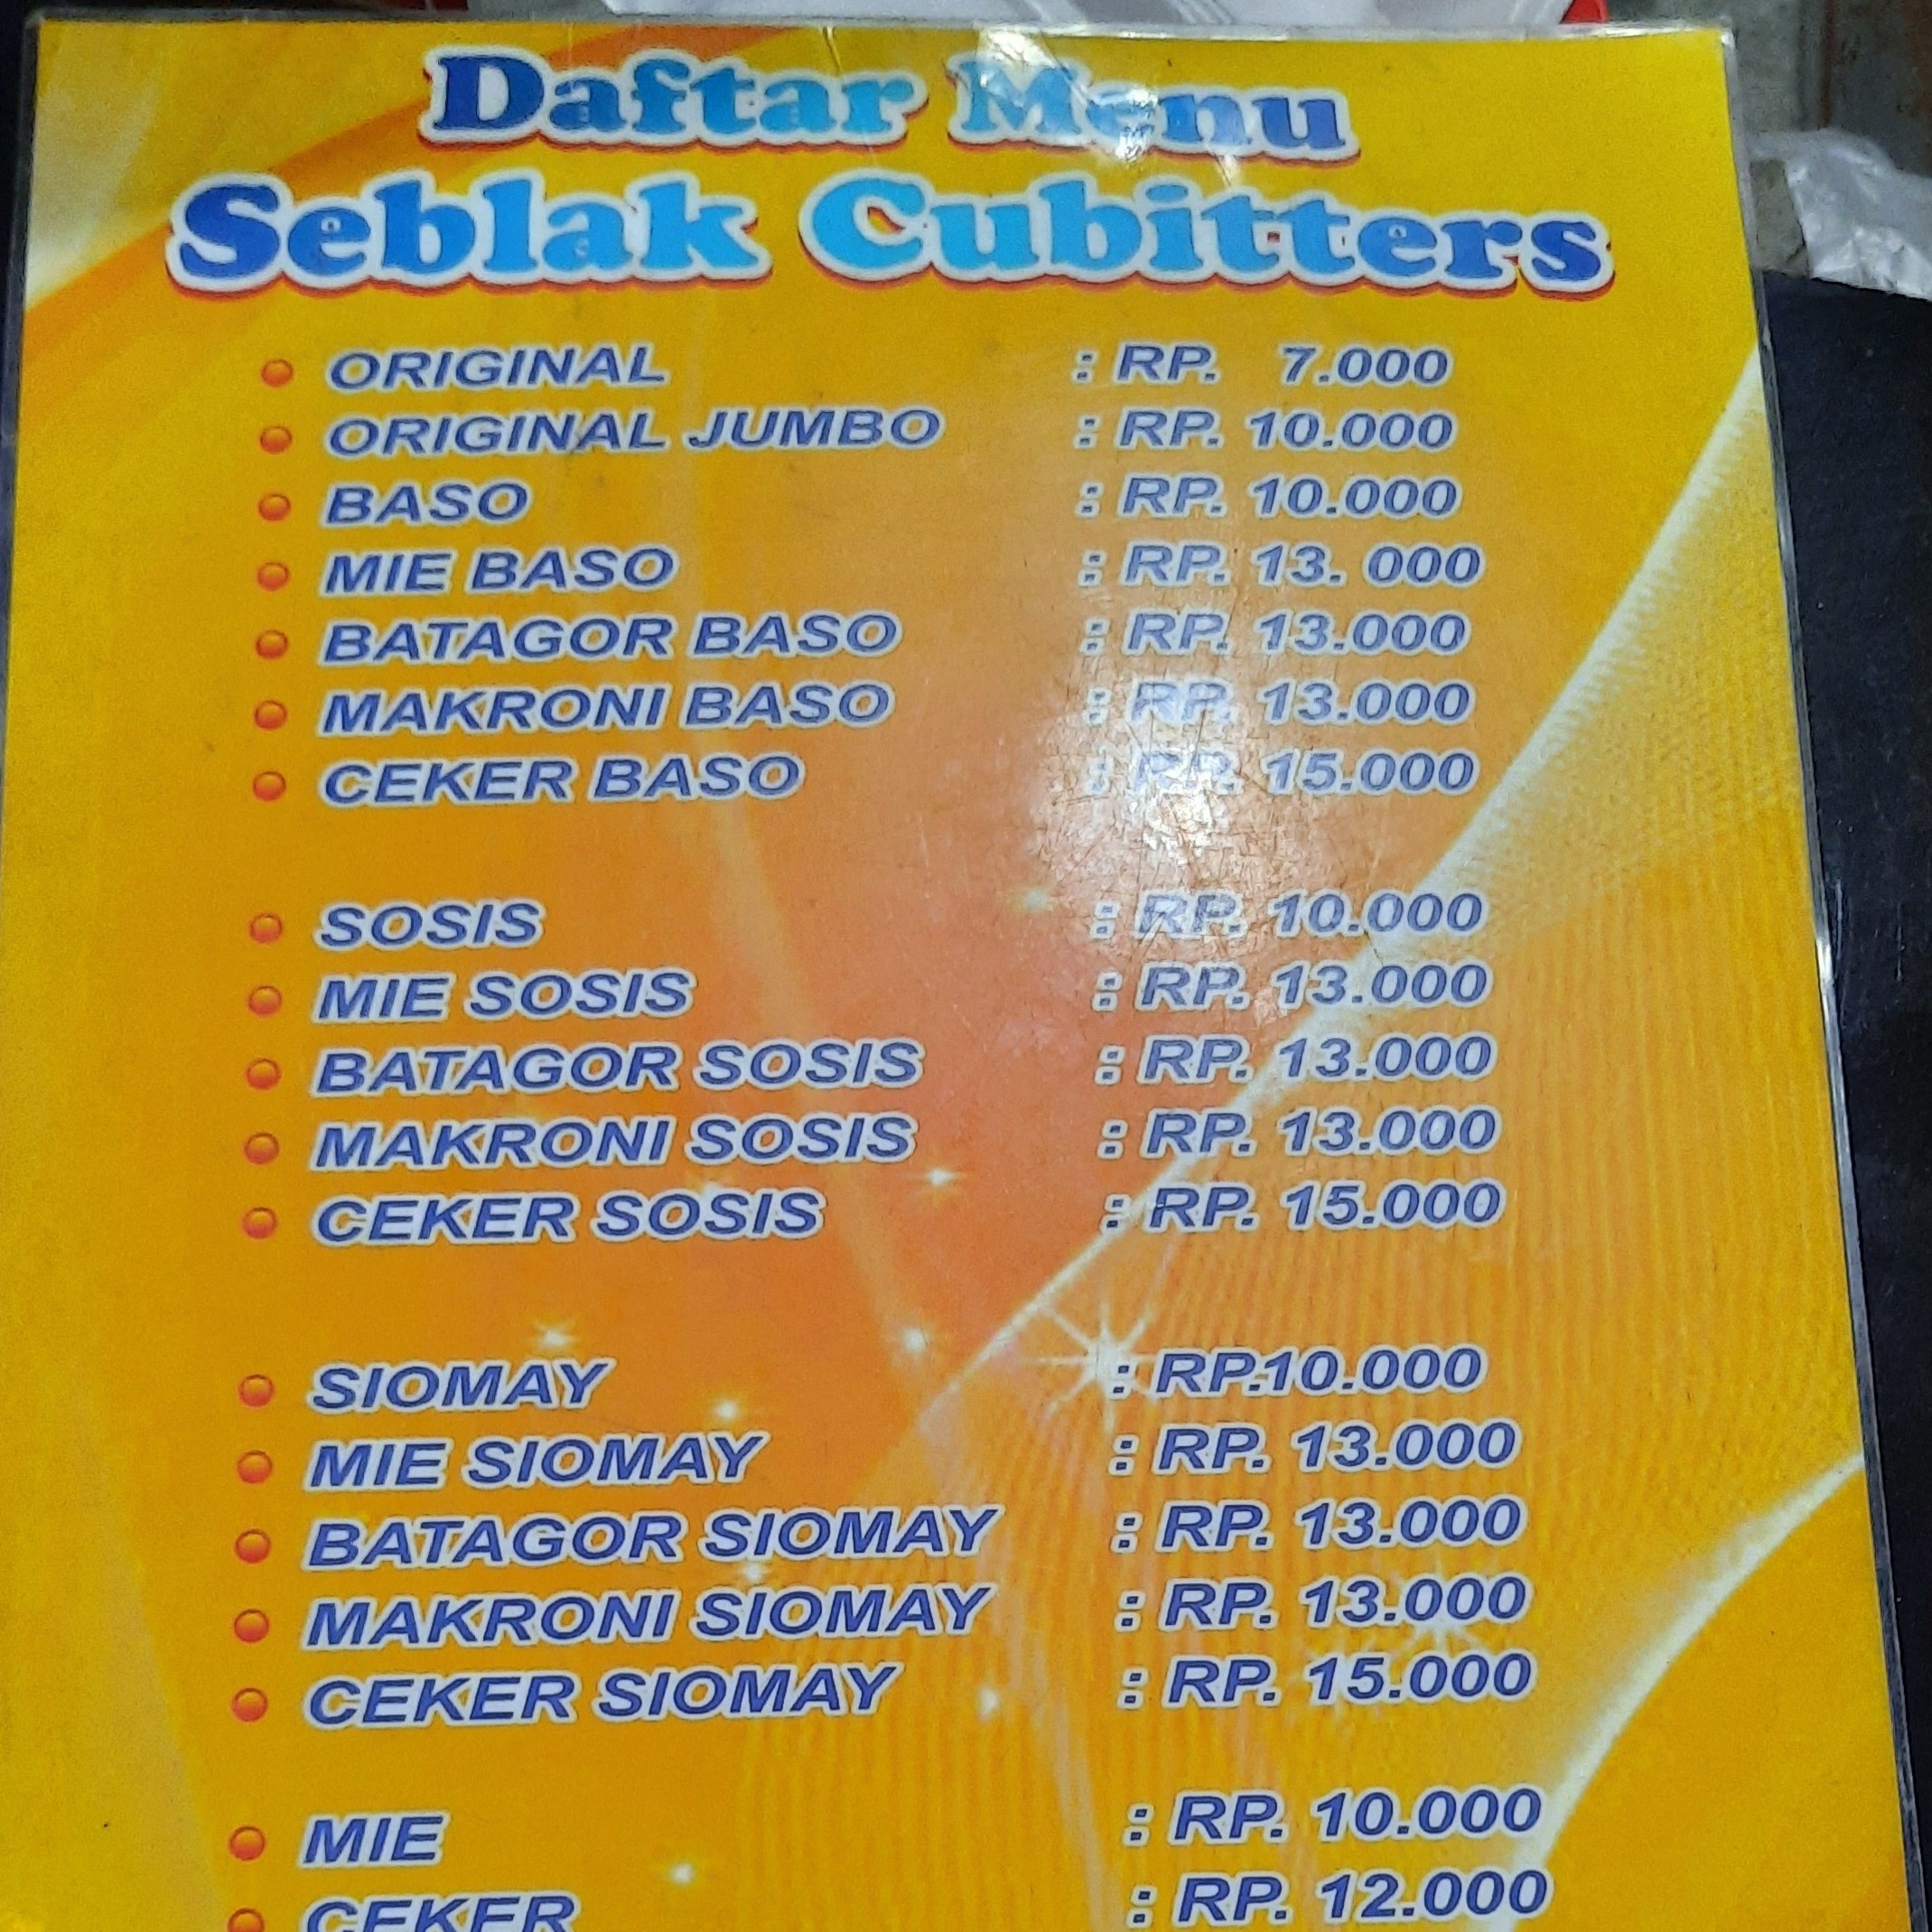 Daftar Menu
Seblak Cubitters
ORIGINAL : RP. 7.000
ORIGINAL JUMBO : RP. 10.000
BASO : RP. 10.000
MIE BASO : RP. 13. 000
BATAGOR BASO : RP. 13.000
MAKRONI BASO : RP. 13.000
CEKER BASO : RP. 15.000
SOSIS : RP. 10.000
MIE SOSIS : RP. 13.000
BATAGOR SOSIS : RP. 13.000
MAKRONI SOSIS : RP. 13.000
CEKER SOSIS : RP. 15.000
SIOMAY : RP.10.000
MIE SIOMAY : RP. 13.000
BATAGOR SIOMAY : RP. 13.000
MAKRONI SIOMAY : RP. 13.000
CEKER SIOMAY : RP. 15.000
MIE : RP. 10.000
CEKER : RP. 12.000